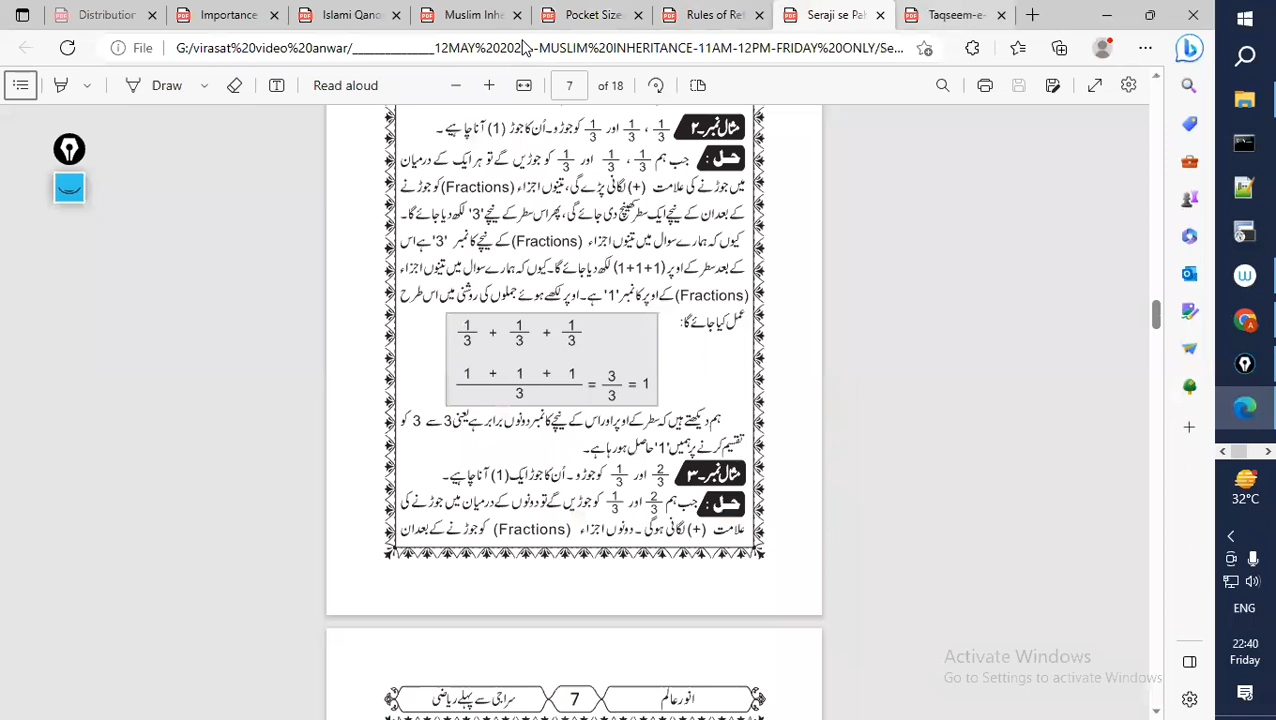 Distribution
Importance
Islami Qano
Muslim Inhe
Pocket Size
Rules of Rel
Seraji se Pah
Taqseem-e-
File
G:/virasat%20video%20anwar/_____________12MAY%20202
-MUSLIM%20INHERITANCE-11AM-12PM-FRIDAY%20ONLY/Se...
Draw
Read aloud
7 of 18
مثال نمبر۔۲ 1/3 ، 1/3 اور 1/3 کو جوڑو۔ اُن کا جوڑ (1) آنا چاہیے۔
حل : جب ہم 1/3 ، 1/3 اور 1/3 کو جوڑیں گے تو ہر ایک کے درمیان
میں جوڑنے کی علامت (+) لگانی پڑے گی، تینوں اجزاء (Fractions) کو جوڑنے
کے بعد ان کے نیچے ایک سطر کھینچ دی جائے گی، پھر اس سطر کے نیچے '3' لکھ دیا جائے گا۔
کیوں کہ ہمارے سوال میں تینوں اجزاء (Fractions) کے نیچے کا نمبر '3' ہے اس
کے بعد سطر کے اوپر (1+1+1) لکھ دیا جائے گا۔ کیوں کہ ہمارے سوال میں تینوں اجزاء
(Fractions) کے اوپر کا نمبر '1' ہے۔ اوپر لکھے ہوئے جملوں کی روشنی میں اس طرح
عمل کیا جائے گا:
1/3 + 1/3 + 1/3
(1 + 1 + 1)/3 = 3/3 = 1
ہم دیکھتے ہیں کہ سطر کے اوپر اور اس کے نیچے کا نمبر دونوں برابر ہے یعنی 3 سے 3 کو
تقسیم کرنے پر ہمیں '1' حاصل ہو رہا ہے۔
مثال نمبر۔۳ 2/3 اور 1/3 کو جوڑو۔ اُن کا جوڑ ایک (1) آنا چاہیے۔
حل : جب ہم 2/3 اور 1/3 کو جوڑیں گے تو دونوں کے درمیان میں جوڑنے کی
علامت (+) لگانی ہوگی۔ دونوں اجزاء (Fractions) کو جوڑنے کے بعد ان
انور عالم 7 سراجی سے پہلے ریاضی
Activate Windows
Go to Settings to activate Windows
32°C
ENG
22:40
Friday